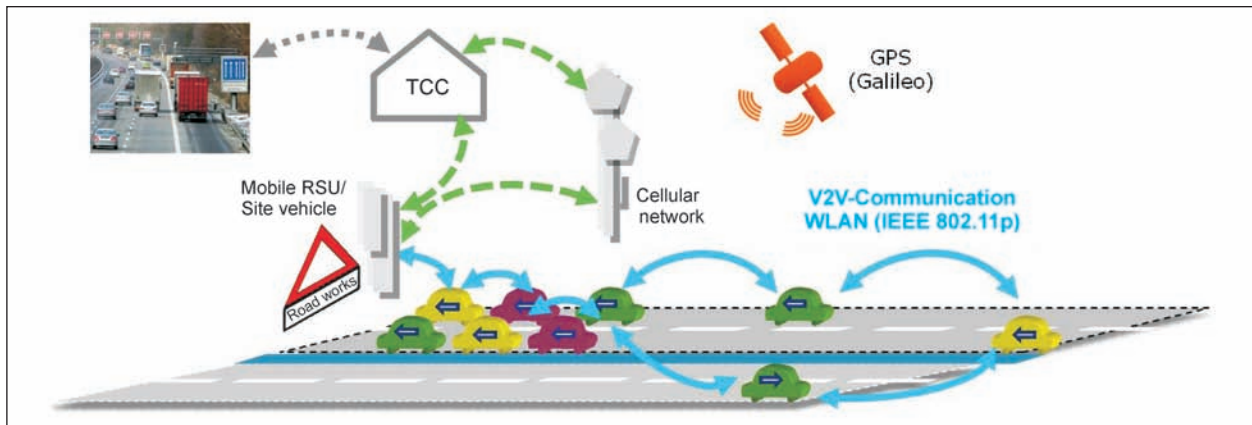 TCC
GPS
(Galileo)
Mobile RSU/
Site vehicle
Cellular
network
V2V-Communication
WLAN (IEEE 802.11p)
Road works